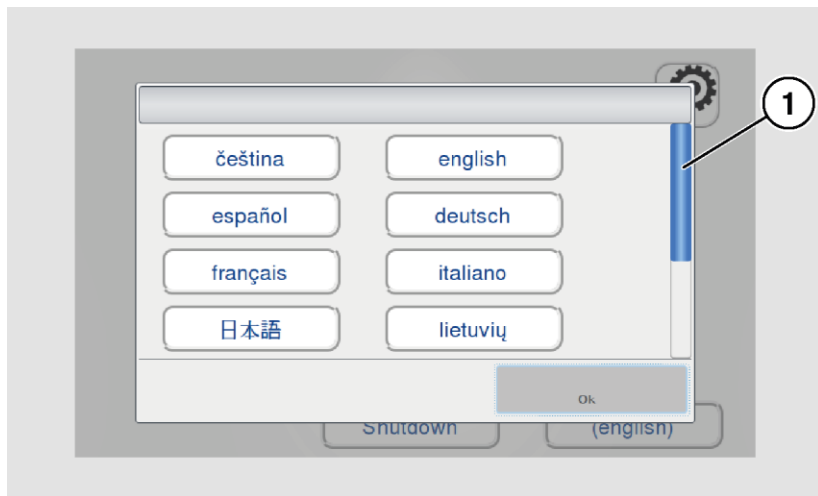 1
čeština english
español deutsch
français italiano
日本語 lietuvių
Ok
Shutdown (english)